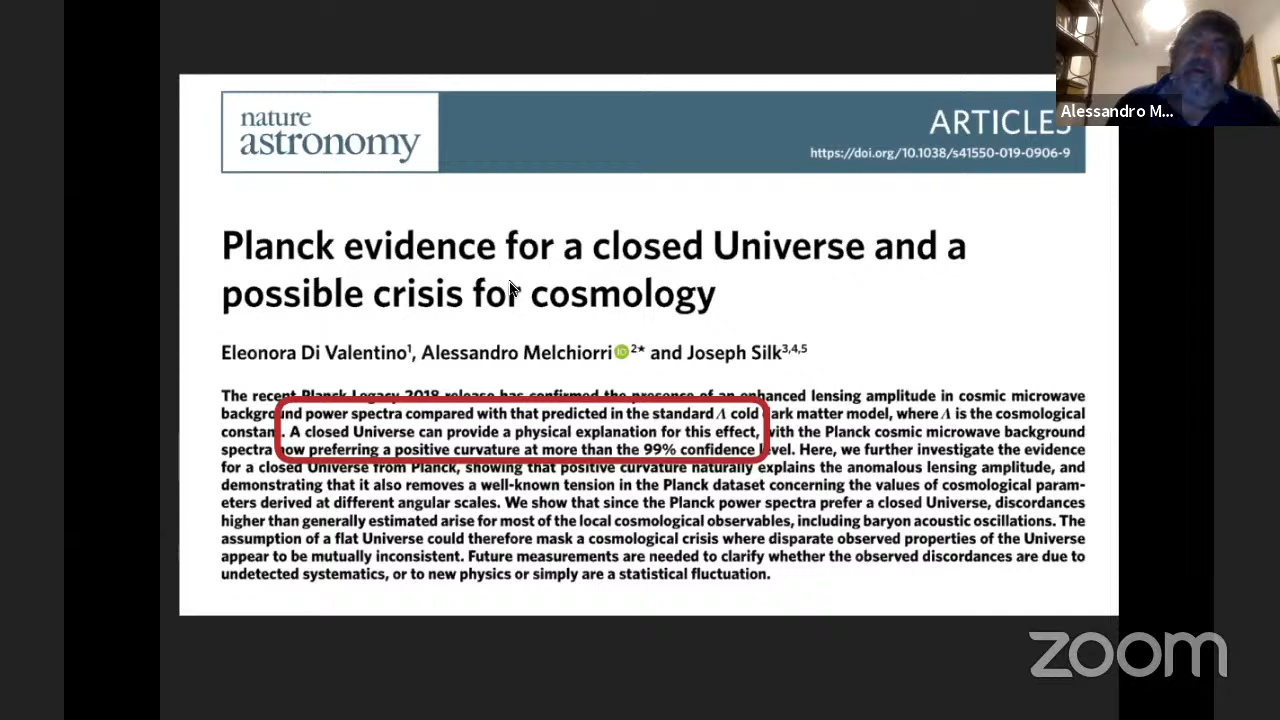 Alessandro M...
nature
astronomy
ARTICLES
https://doi.org/10.1038/s41550-019-0906-9
Planck evidence for a closed Universe and a
possible crisis for cosmology
Eleonora Di Valentino1, Alessandro Melchiorri iD 2* and Joseph Silk3,4,5
The recent Planck Legacy 2018 release has confirmed the presence of an enhanced lensing amplitude in cosmic microwave
background power spectra compared with that predicted in the standard Λ cold dark matter model, where Λ is the cosmological
constant. A closed Universe can provide a physical explanation for this effect, with the Planck cosmic microwave background
spectra now preferring a positive curvature at more than the 99% confidence level. Here, we further investigate the evidence
for a closed Universe from Planck, showing that positive curvature naturally explains the anomalous lensing amplitude, and
demonstrating that it also removes a well-known tension in the Planck dataset concerning the values of cosmological param-
eters derived at different angular scales. We show that since the Planck power spectra prefer a closed Universe, discordances
higher than generally estimated arise for most of the local cosmological observables, including baryon acoustic oscillations. The
assumption of a flat Universe could therefore mask a cosmological crisis where disparate observed properties of the Universe
appear to be mutually inconsistent. Future measurements are needed to clarify whether the observed discordances are due to
undetected systematics, or to new physics or simply are a statistical fluctuation.
zoom